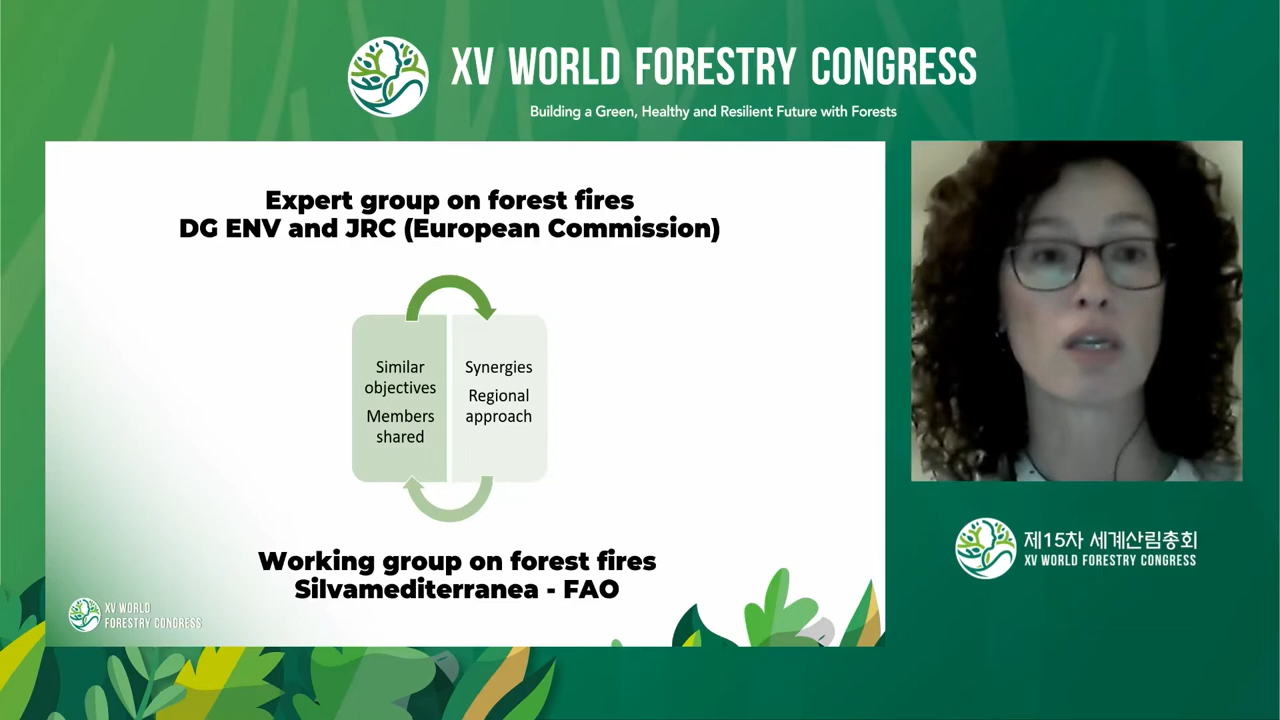 XV WORLD FORESTRY CONGRESS
Building a Green, Healthy and Resilient Future with Forests
Expert group on forest fires
DG ENV and JRC (European Commission)
Similar
objectives
Members
shared
Synergies
Regional
approach
Working group on forest fires
Silvamediterranea - FAO
XV WORLD
FORESTRY CONGRESS
제15차 세계산림총회
XV WORLD FORESTRY CONGRESS